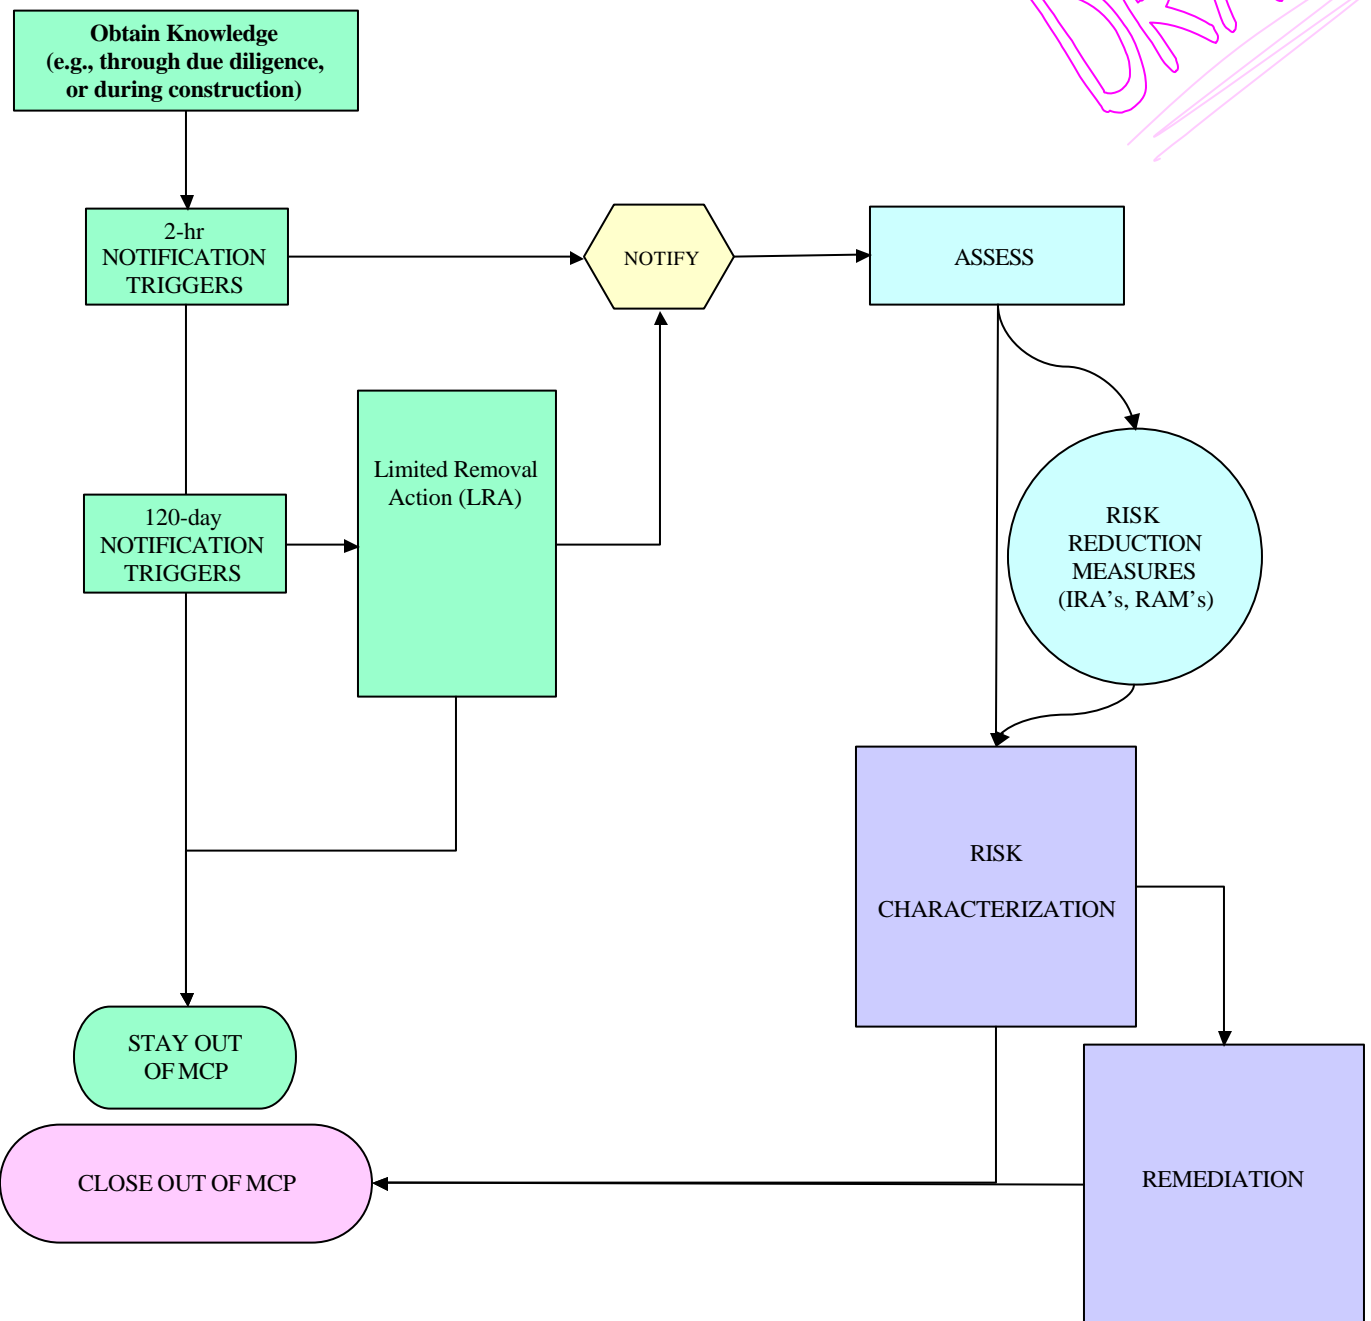 Obtain Knowledge
(e.g., through due diligence,
or during construction)
2-hr
NOTIFICATION
TRIGGERS
NOTIFY
ASSESS
Limited Removal
Action (LRA)
120-day
NOTIFICATION
TRIGGERS
RISK
REDUCTION
MEASURES
(IRA’s, RAM’s)
RISK
CHARACTERIZATION
STAY OUT
OF MCP
CLOSE OUT OF MCP
REMEDIATION